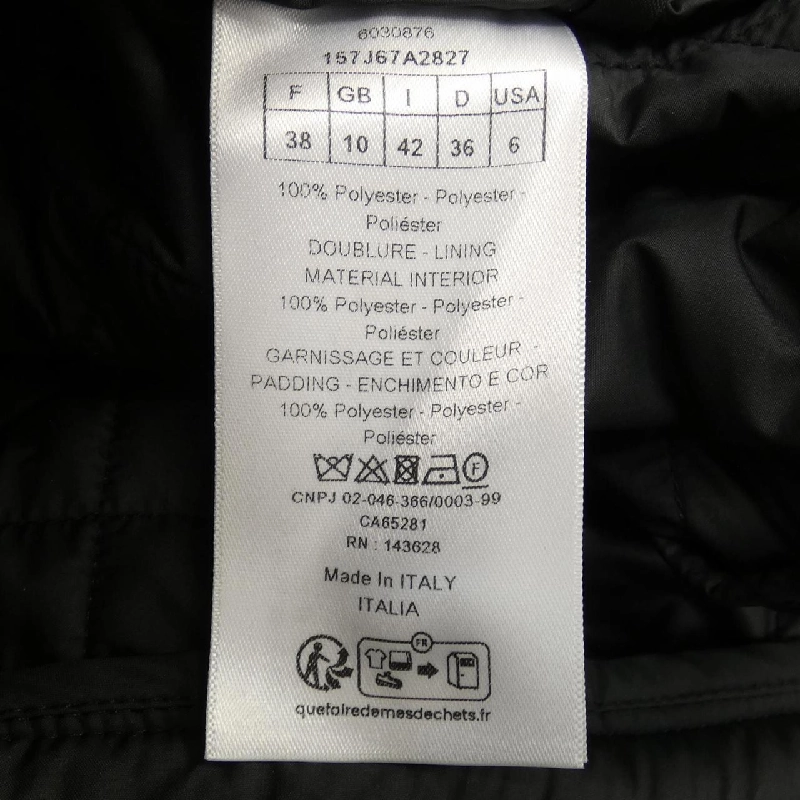 6030876
157J67A2827
F GB I D USA
38 10 42 36 6
100% Polyester - Polyester -
Poliéster
DOUBLURE - LINING
MATERIAL INTERIOR
100% Polyester - Polyester -
Poliéster
GARNISSAGE ET COULEUR -
PADDING - ENCHIMENTO E COR
100% Polyester - Polyester -
Poliéster
F
CNPJ 02-046-366/0003-99
CA65281
RN : 143628
Made In ITALY
ITALIA
FR
quefairedemesdechets.fr